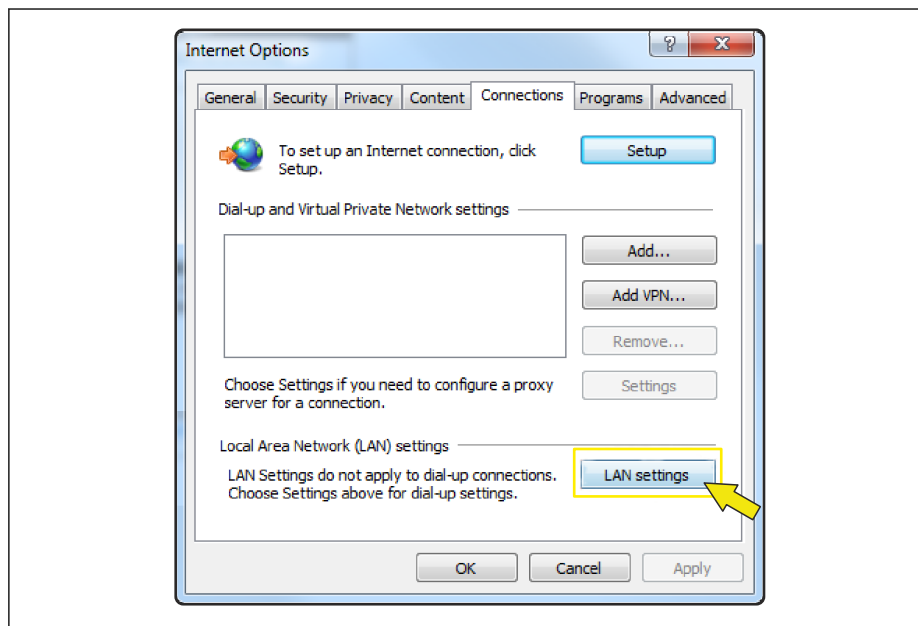 Internet Options
?
X
General Security Privacy Content Connections Programs Advanced
To set up an Internet connection, click
Setup.
Setup
Dial-up and Virtual Private Network settings
Add...
Add VPN...
Remove...
Choose Settings if you need to configure a proxy
server for a connection.
Settings
Local Area Network (LAN) settings
LAN Settings do not apply to dial-up connections.
Choose Settings above for dial-up settings.
LAN settings
OK Cancel Apply